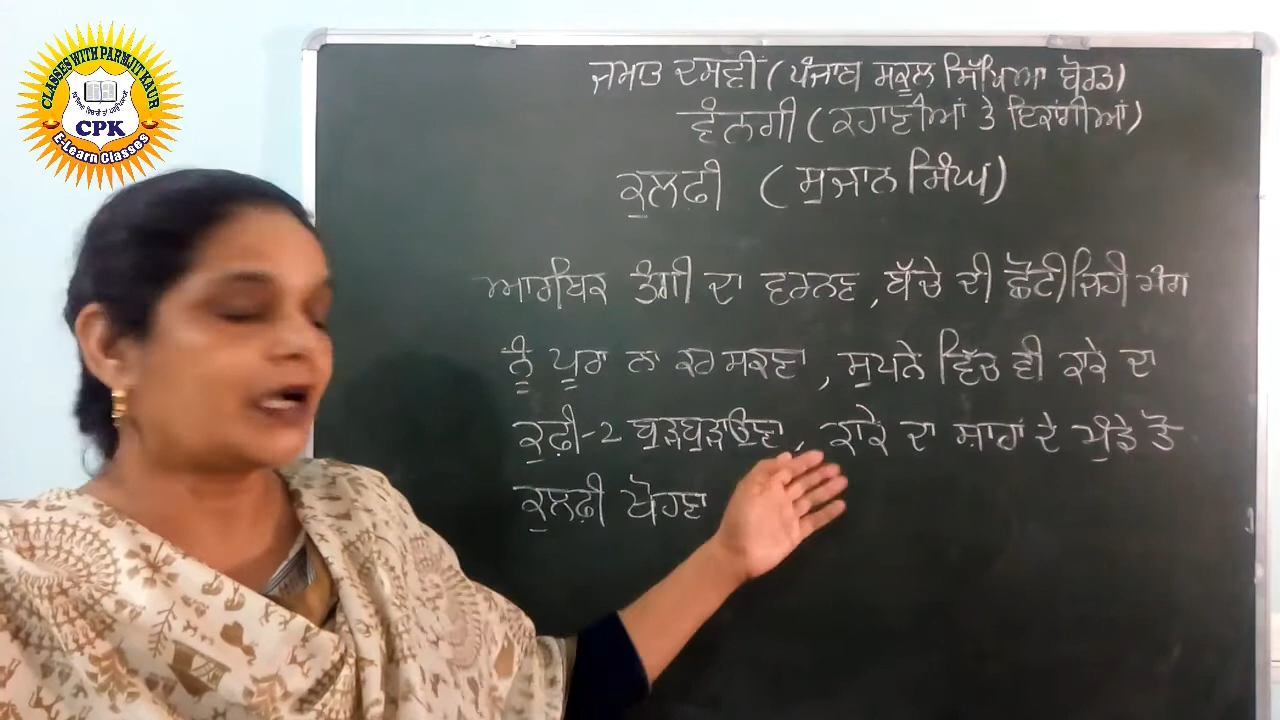 CLASSES WITH PARMJIT KAUR
CPK
E-Learn Classes
ਜਮਾਤ ਦਸਵੀਂ (ਪੰਜਾਬ ਸਕੂਲ ਸਿੱਖਿਆ ਬੋਰਡ)
ਵੰਨਗੀ (ਕਹਾਣੀਆਂ ਤੇ ਇਕਾਂਗੀਆਂ)
ਕੁਲਫ਼ੀ (ਸੁਜਾਨ ਸਿੰਘ)
ਆਰਥਿਕ ਤੰਗੀ ਦਾ ਵਰਨਣ, ਬੱਚੇ ਦੀ ਛੋਟੀ ਜਿਹੀ ਮੰਗ
ਨੂੰ ਪੂਰਾ ਨਾ ਕਰ ਸਕਣਾ, ਸੁਪਨੇ ਵਿੱਚ ਵੀ ਕਾਕੇ ਦਾ
ਕੁਫ਼ੀ-2 ਬੁੜਬੁੜਾਉਣਾ, ਕਾਕੇ ਦਾ ਸ਼ਾਹਾਂ ਦੇ ਮੁੰਡੇ ਤੋਂ
ਕੁਲਫ਼ੀ ਖੋਹਣਾ